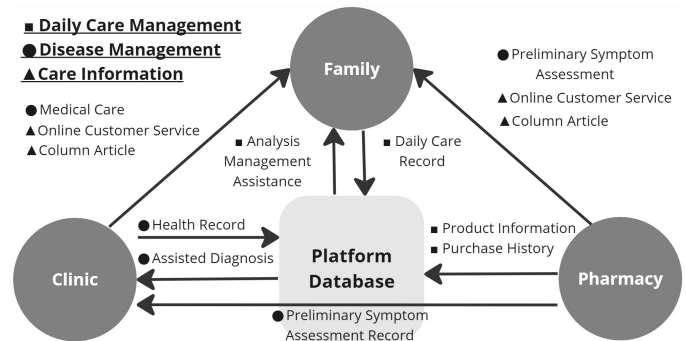 ■ Daily Care Management
● Disease Management
▲ Care Information
● Medical Care
▲ Online Customer Service
▲ Column Article
Family
● Preliminary Symptom
Assessment
▲ Online Customer Service
▲ Column Article
■ Analysis
Management
Assistance
■ Daily Care
Record
● Health Record
● Assisted Diagnosis
Clinic
Platform
Database
■ Product Information
■ Purchase History
Pharmacy
● Preliminary Symptom
Assessment Record